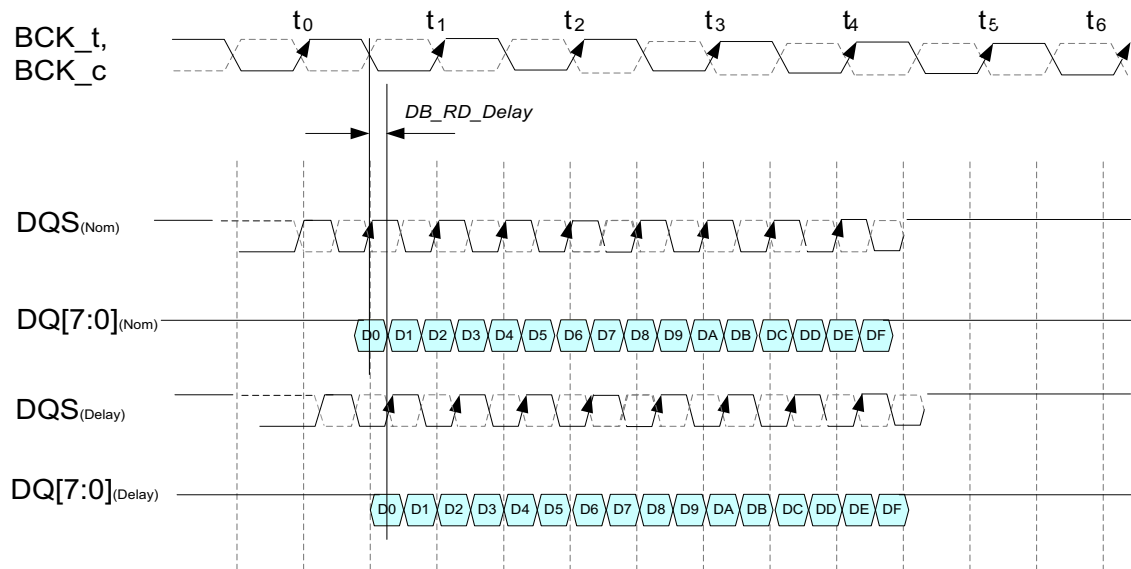 t0 t1 t2 t3 t4 t5 t6
BCK_t,
BCK_c
DB_RD_Delay
DQS(Nom)
DQ[7:0](Nom)
D0 D1 D2 D3 D4 D5 D6 D7 D8 D9 DA DB DC DD DE DF
DQS(Delay)
DQ[7:0](Delay)
D0 D1 D2 D3 D4 D5 D6 D7 D8 D9 DA DB DC DD DE DF